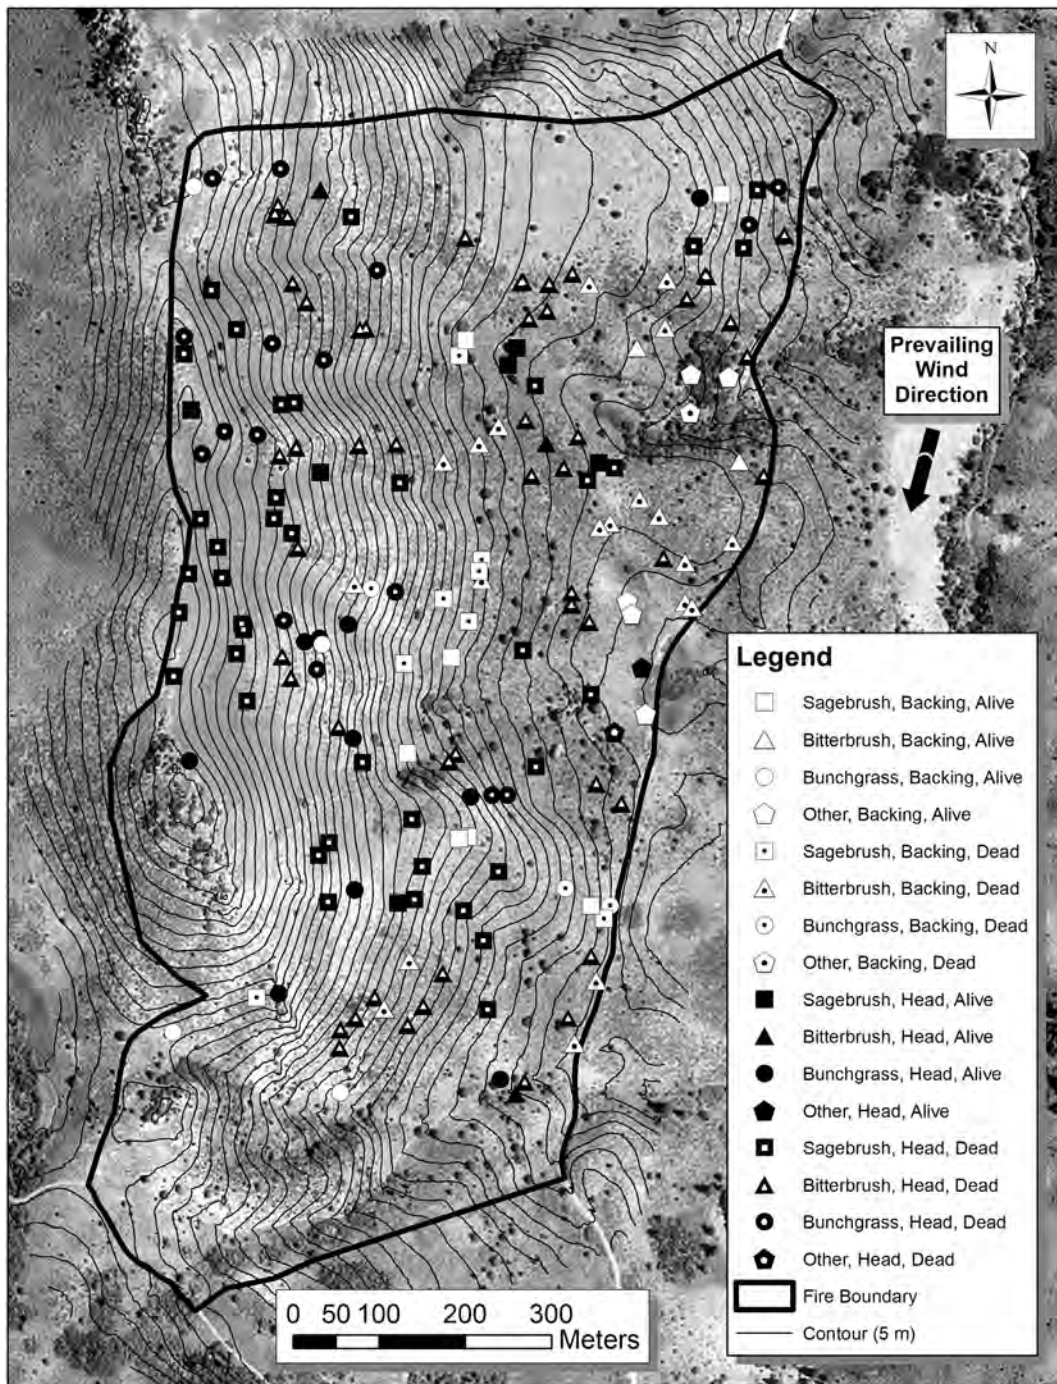 N
Prevailing
Wind
Direction
Legend
Sagebrush, Backing, Alive
Bitterbrush, Backing, Alive
Bunchgrass, Backing, Alive
Other, Backing, Alive
Sagebrush, Backing, Dead
Bitterbrush, Backing, Dead
Bunchgrass, Backing, Dead
Other, Backing, Dead
Sagebrush, Head, Alive
Bitterbrush, Head, Alive
Bunchgrass, Head, Alive
Other, Head, Alive
Sagebrush, Head, Dead
Bitterbrush, Head, Dead
Bunchgrass, Head, Dead
Other, Head, Dead
Fire Boundary
Contour (5 m)
0 50 100 200 300
Meters